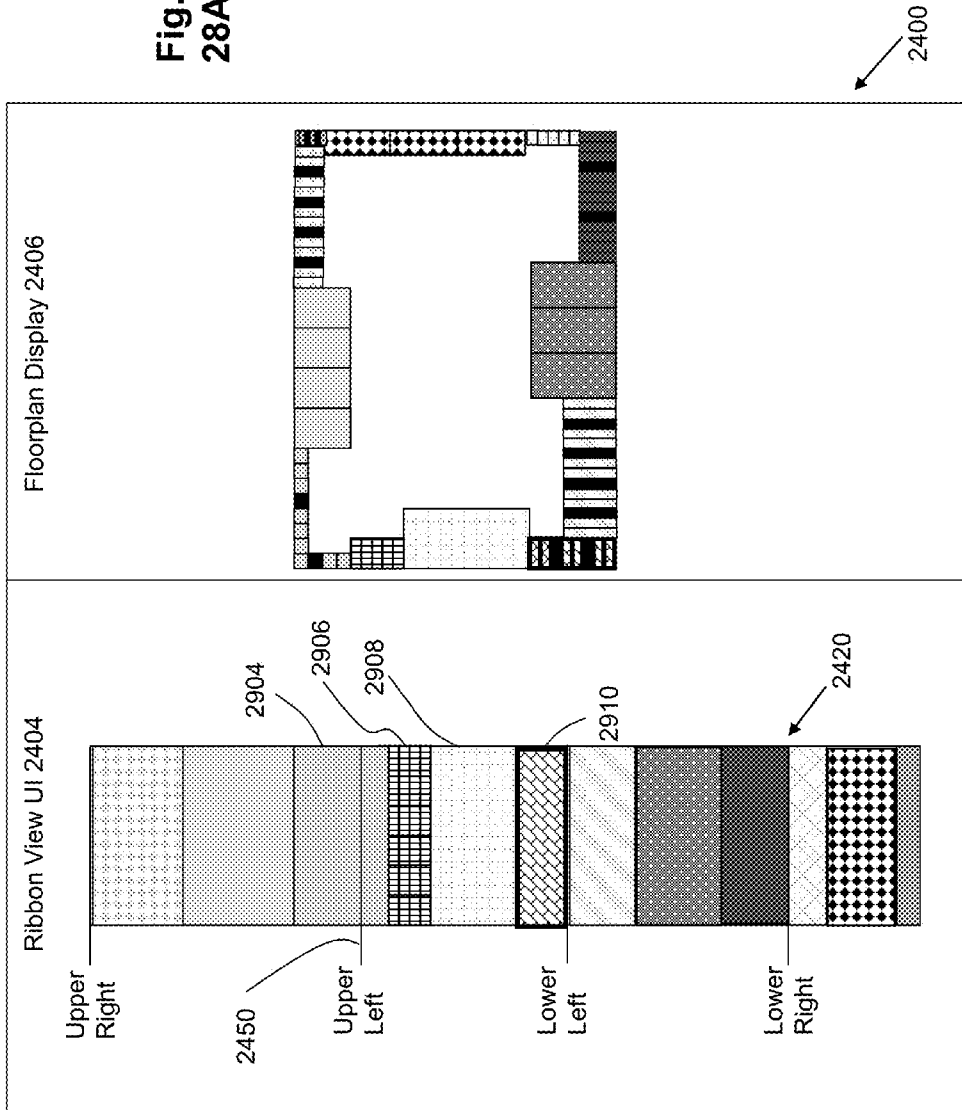 Fig.
28A
Floorplan Display 2406
2400
Ribbon View UI 2404
2904
2906
2908
2910
2420
Upper
Right
2450
Upper
Left
Lower
Left
Lower
Right